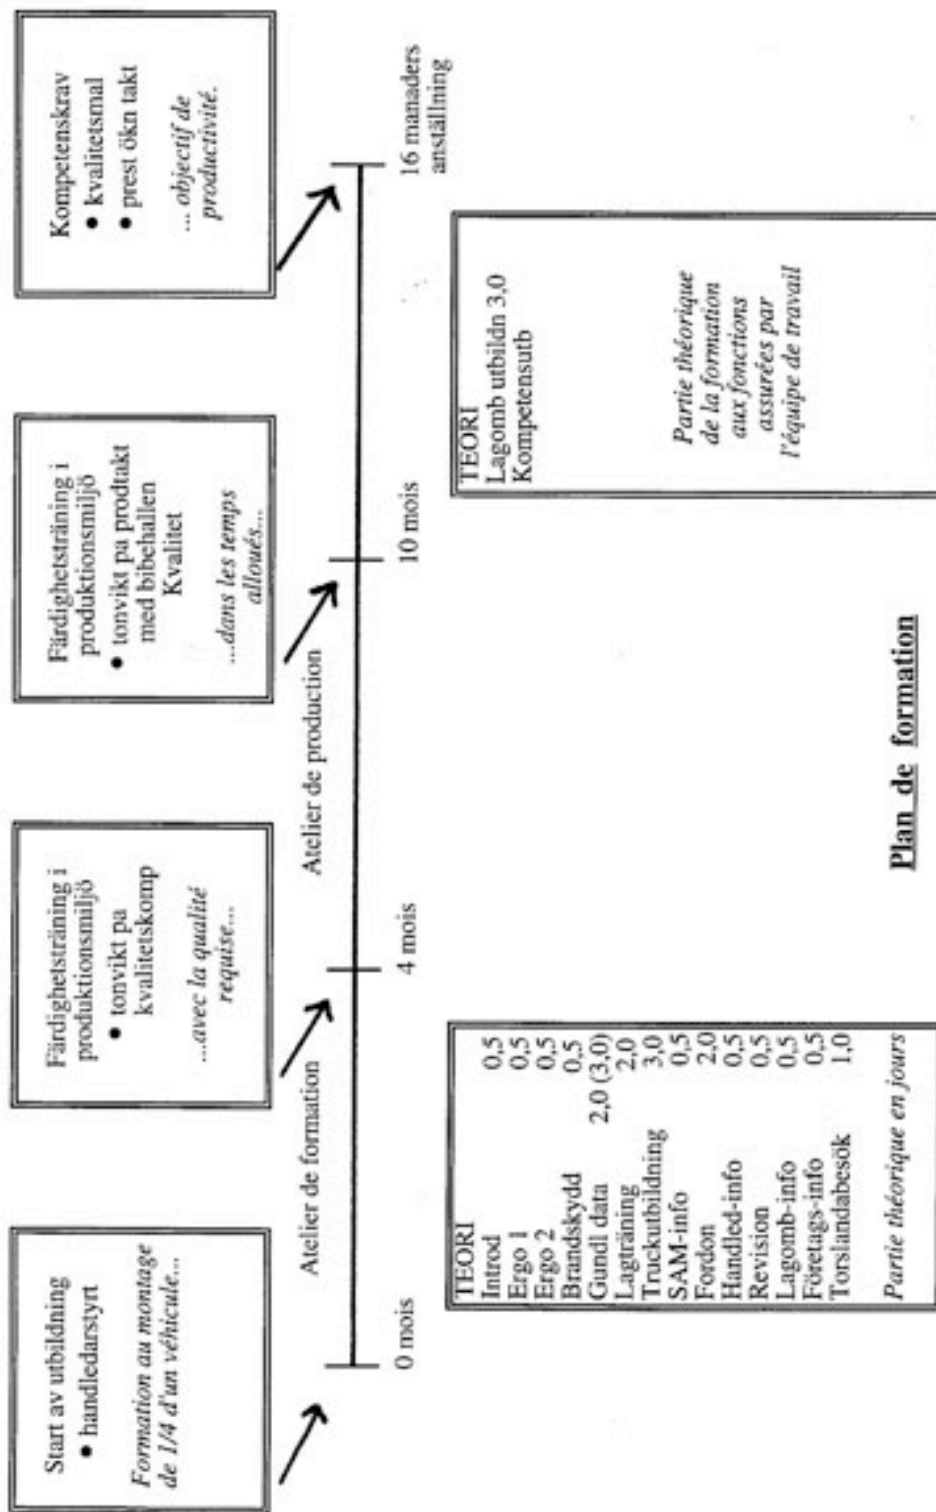 Start av utbildning
• handledarstyrt
Formation au montage
de 1/4 d'un véhicule...
Färdighetsträning i
produktionsmiljö
• tonvikt pa
kvalitetskomp
...avec la qualité
requise...
Färdighetsträning i
produktionsmiljö
• tonvikt pa prodtakt
med bibehallen
Kvalitet
...dans les temps
alloués...
Kompetenskrav
• kvalitetsmal
• prest ökn takt
... objectif de
productivité.
Atelier de formation
Atelier de production
0 mois
4 mois
10 mois
16 manaders
anställning
TEORI
Introd 0,5
Ergo 1 0,5
Ergo 2 0,5
Brandskydd 0,5
Gundl data 2,0 (3,0)
Lagträning 2,0
Truckutbildning 3,0
SAM-info 0,5
Fordon 2,0
Handled-info 0,5
Revision 0,5
Lagomb-info 0,5
Företags-info 0,5
Torslandabesök 1,0
Partie théorique en jours
TEORI
Lagomb utbildn 3,0
Kompetensutb
Partie théorique
de la formation
aux fonctions
assurées par
l'équipe de travail
Plan de formation